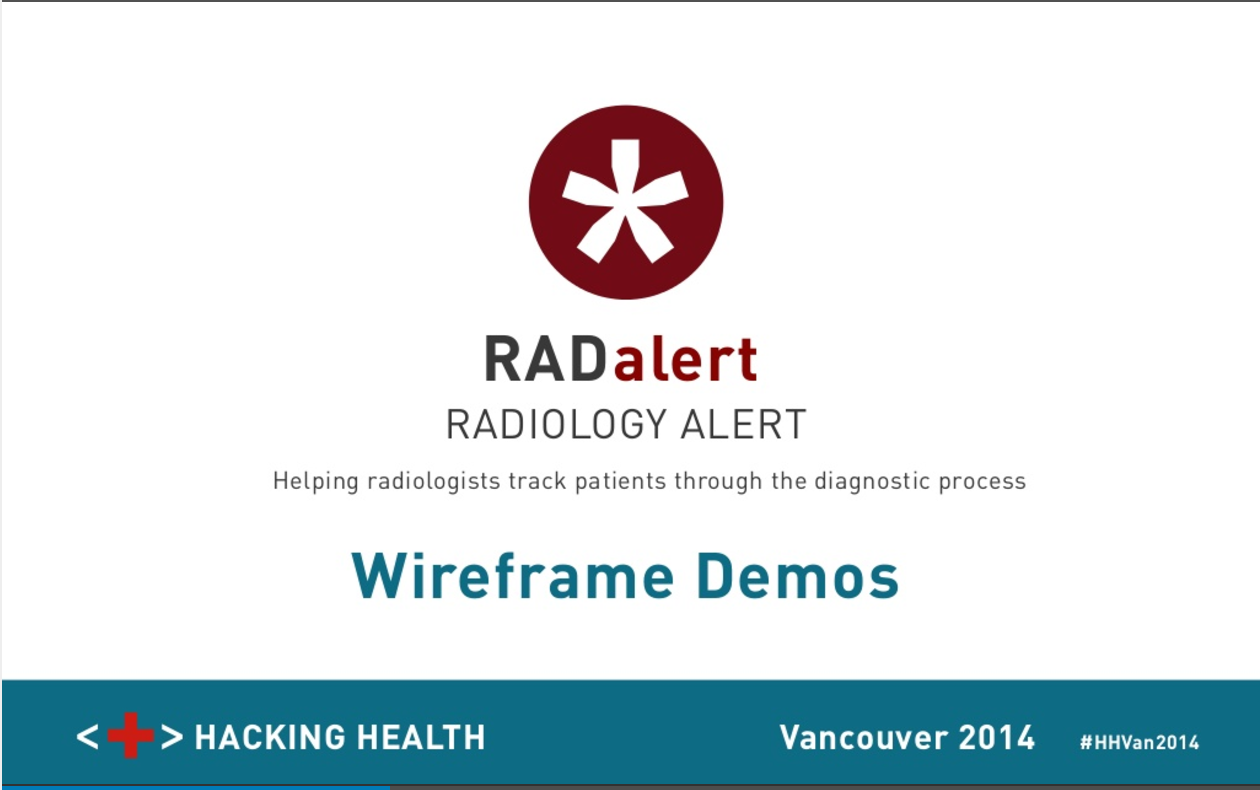 RADalert
RADIOLOGY ALERT
Helping radiologists track patients through the diagnostic process
Wireframe Demos
<+> HACKING HEALTH
Vancouver 2014
#HHVan2014